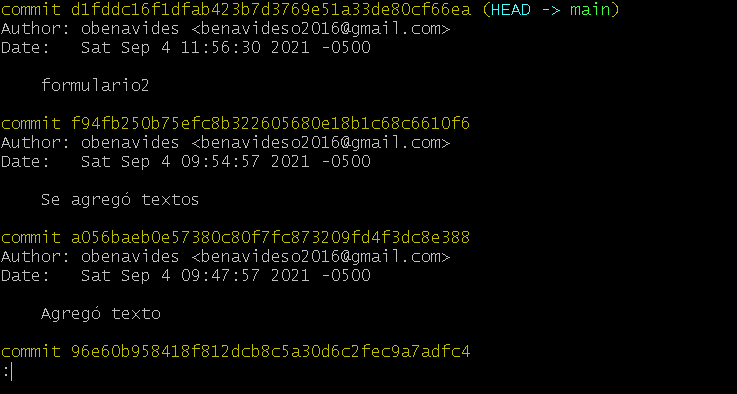 commit d1fddc16f1dfab423b7d3769e51a33de80cf66ea (HEAD -> main)
Author: obenavides <benavideso2016@gmail.com>
Date:   Sat Sep 4 11:56:30 2021 -0500
formulario2
commit f94fb250b75efc8b322605680e18b1c68c6610f6
Author: obenavides <benavideso2016@gmail.com>
Date:   Sat Sep 4 09:54:57 2021 -0500
Se agregó textos
commit a056baeb0e57380c80f7fc873209fd4f3dc8e388
Author: obenavides <benavideso2016@gmail.com>
Date:   Sat Sep 4 09:47:57 2021 -0500
Agregó texto
commit 96e60b958418f812dcb8c5a30d6c2fec9a7adfc4
: